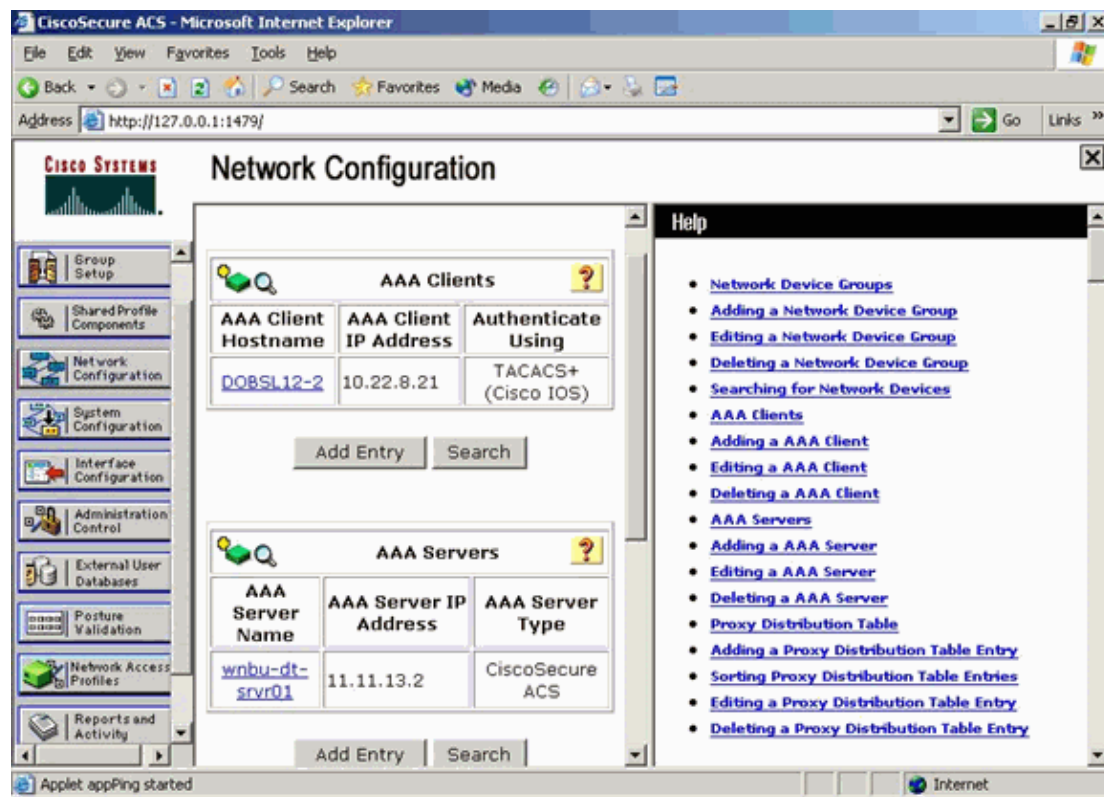 CiscoSecure ACS - Microsoft Internet Explorer
File Edit View Favorites Tools Help
Back Search Favorites Media
Address http://127.0.0.1:1479/ Go Links »
CISCO SYSTEMS
Network Configuration
Group
Setup
Shared Profile
Components
Network
Configuration
System
Configuration
Interface
Configuration
Administration
Control
External User
Databases
Posture
Validation
Network Access
Profiles
Reports and
Activity
AAA Clients ?
AAA Client
Hostname
AAA Client
IP Address
Authenticate
Using
DOBSL12-2
10.22.8.21
TACACS+
(Cisco IOS)
Add Entry Search
AAA Servers ?
AAA
Server
Name
AAA Server IP
Address
AAA Server
Type
wnbu-dt-
srvr01
11.11.13.2
CiscoSecure
ACS
Add Entry Search
Help
• Network Device Groups
• Adding a Network Device Group
• Editing a Network Device Group
• Deleting a Network Device Group
• Searching for Network Devices
• AAA Clients
• Adding a AAA Client
• Editing a AAA Client
• Deleting a AAA Client
• AAA Servers
• Adding a AAA Server
• Editing a AAA Server
• Deleting a AAA Server
• Proxy Distribution Table
• Adding a Proxy Distribution Table Entry
• Sorting Proxy Distribution Table Entries
• Editing a Proxy Distribution Table Entry
• Deleting a Proxy Distribution Table Entry
Applet appPing started Internet